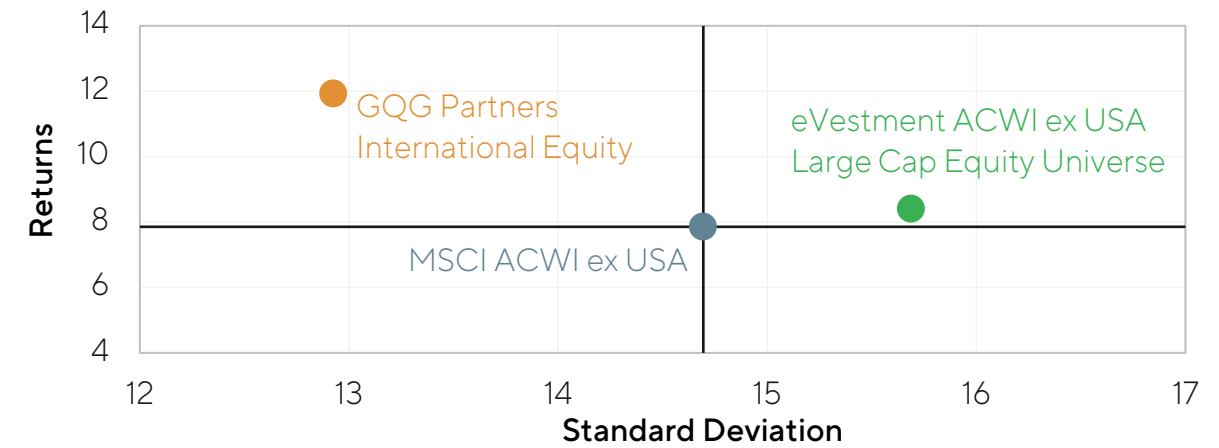 14
12
10
8
6
4
Returns
GQG Partners
International Equity
eVestment ACWI ex USA
Large Cap Equity Universe
MSCI ACWI ex USA
12 13 14 15 16 17
Standard Deviation